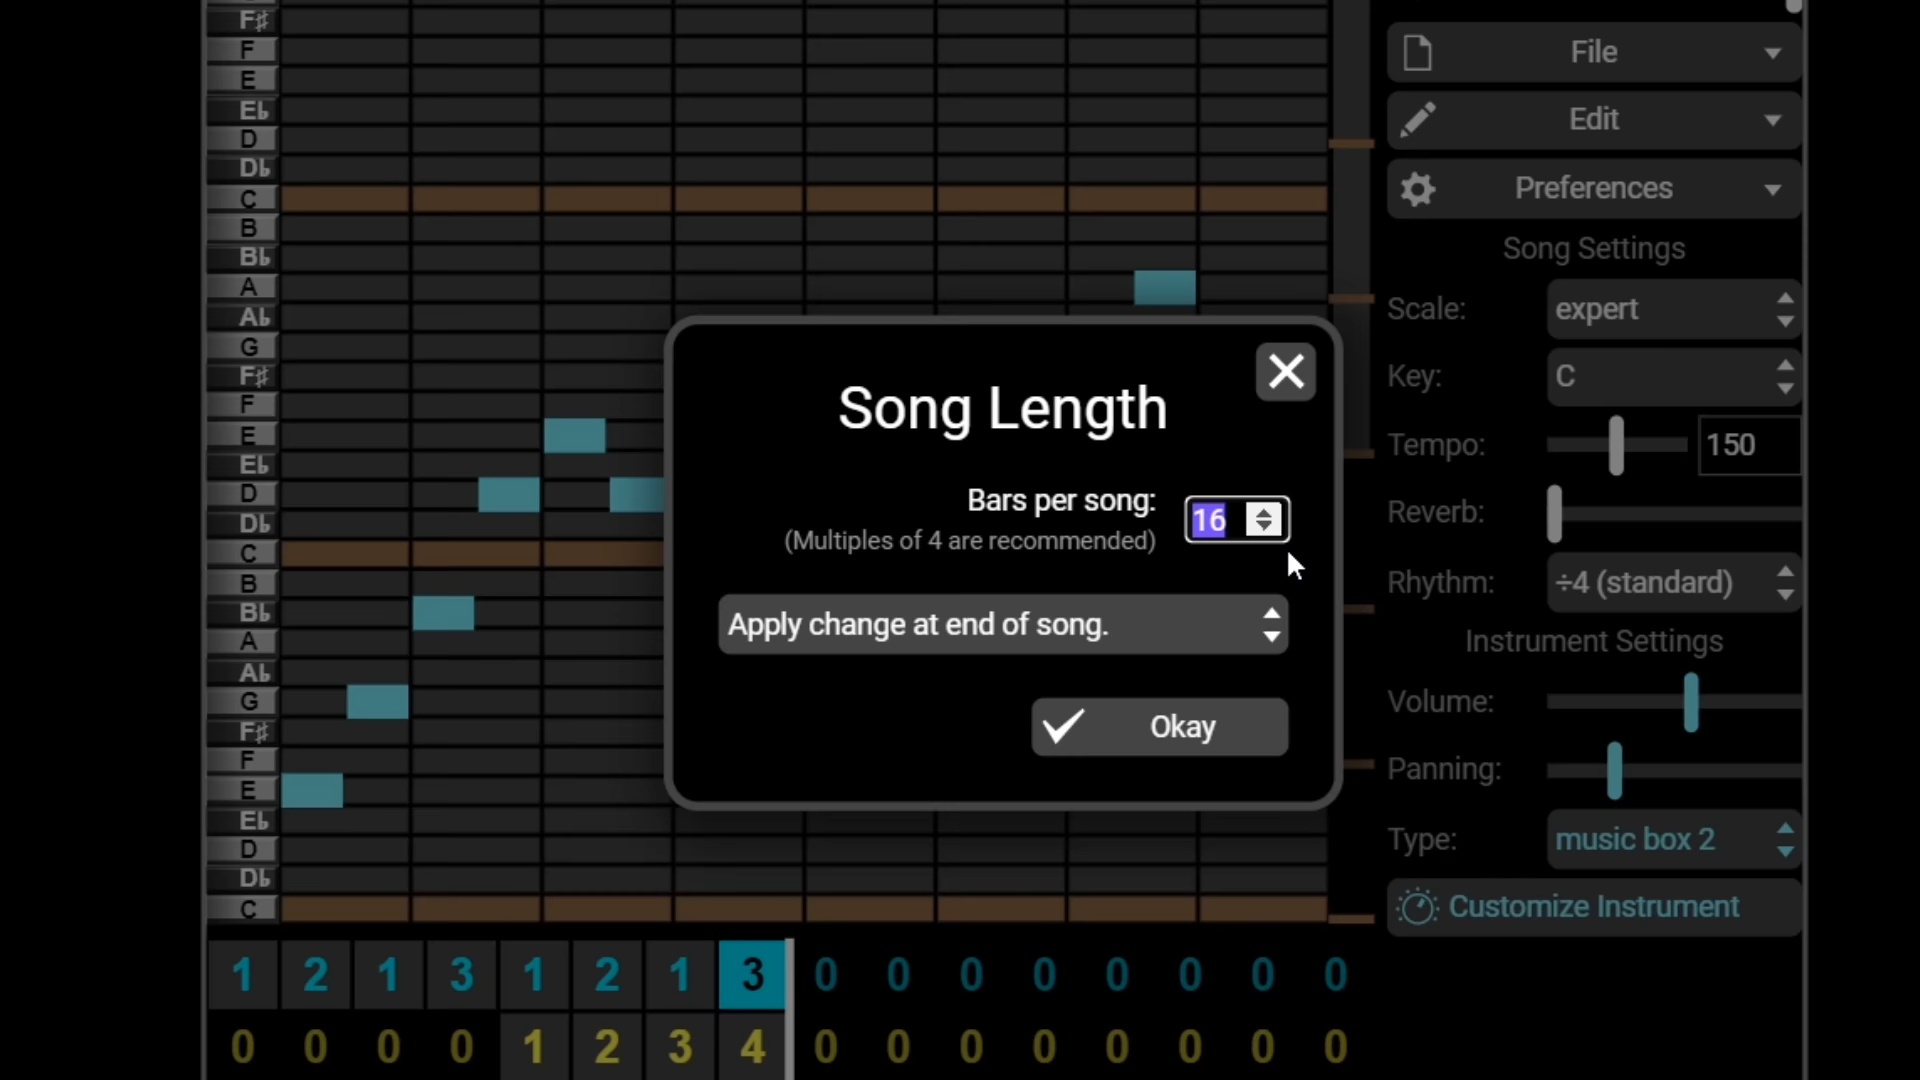 F♯
F
E
E♭
D
D♭
C
B
B♭
A
A♭
G
F♯
F
E
E♭
D
D♭
C
B
B♭
A
A♭
G
F♯
F
E
E♭
D
D♭
C
Song Length
Bars per song:
16
(Multiples of 4 are recommended)
Apply change at end of song.
Okay
File
Edit
Preferences
Song Settings
Scale: expert
Key: C
Tempo: 150
Reverb:
Rhythm: ÷4 (standard)
Instrument Settings
Volume:
Panning:
Type: music box 2
Customize Instrument
1 2 1 3 1 2 1 3 0 0 0 0 0 0 0 0
0 0 0 0 1 2 3 4 0 0 0 0 0 0 0 0